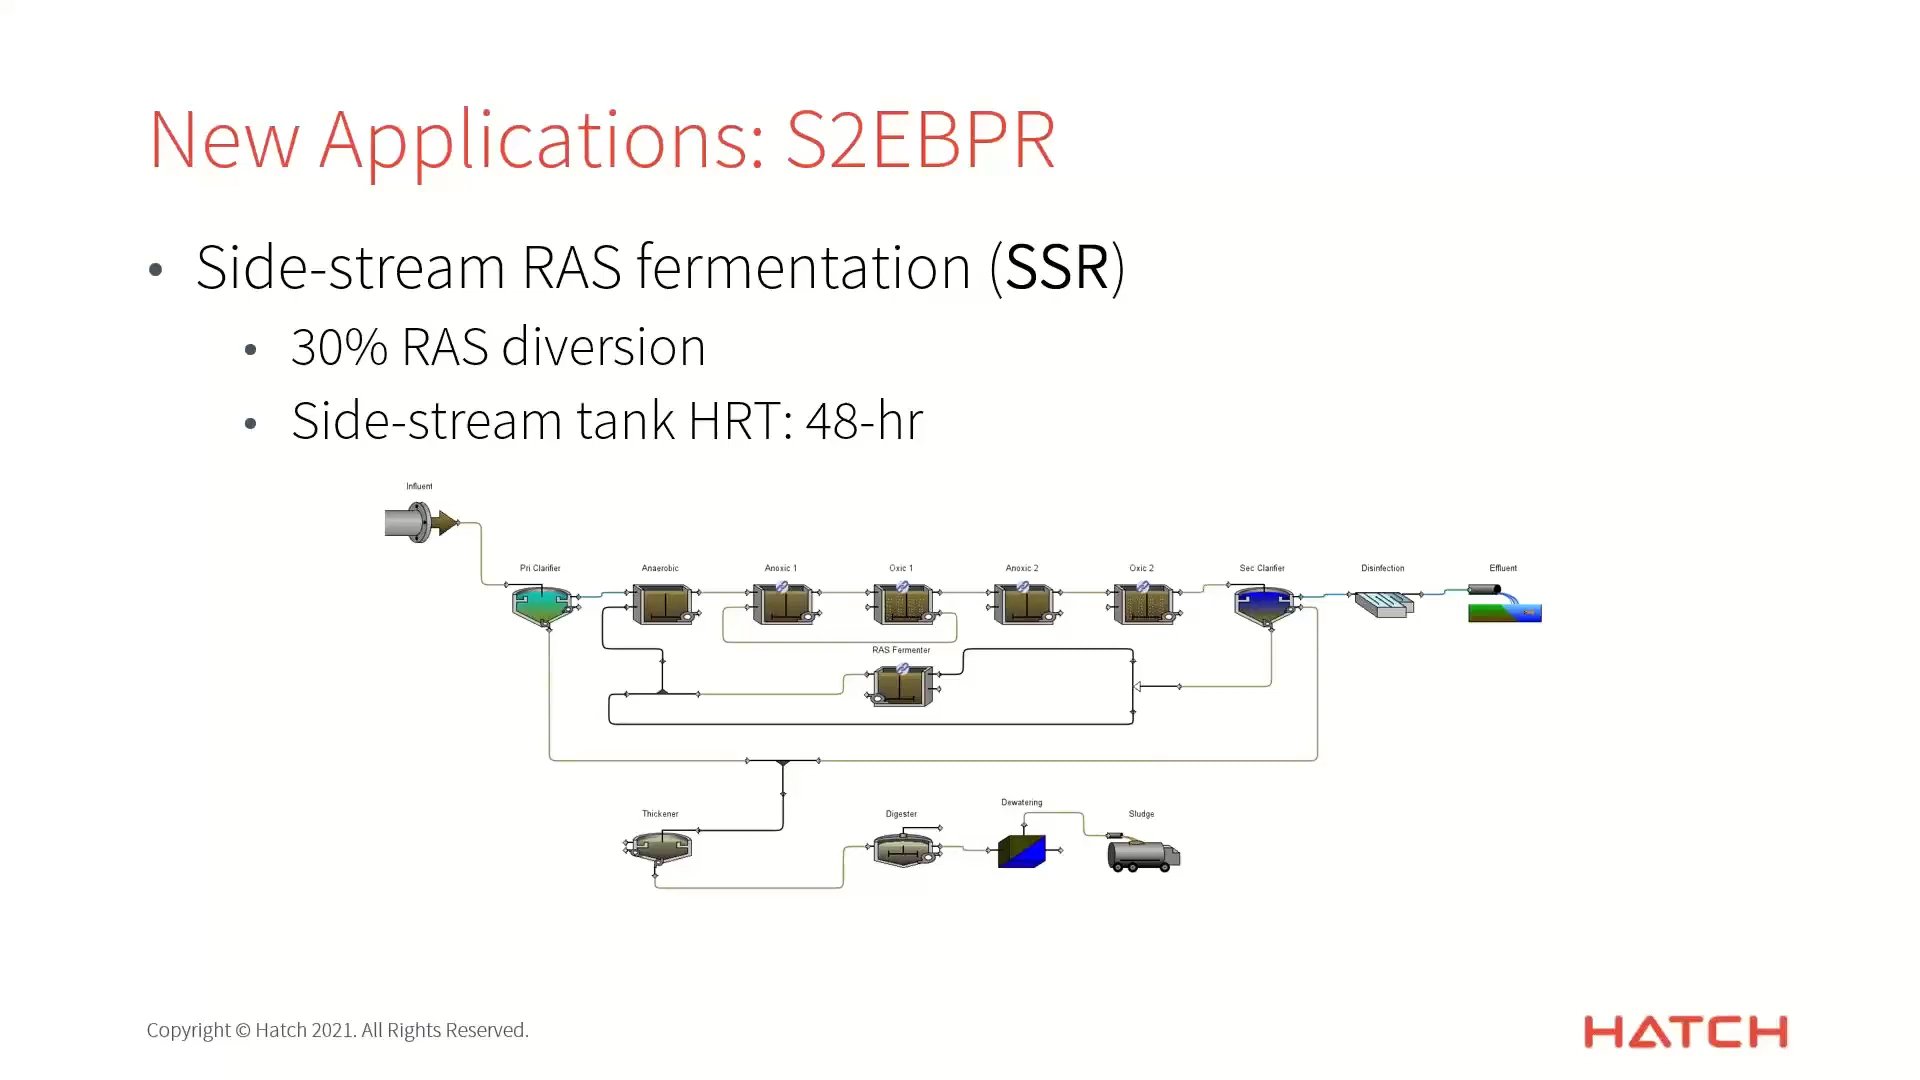 New Applications: S2EBPR
• Side-stream RAS fermentation (SSR)
• 30% RAS diversion
• Side-stream tank HRT: 48-hr
Influent
Pri Clarifier
Anaerobic
Anoxic 1
Oxic 1
Anoxic 2
Oxic 2
Sec Clarifier
Disinfection
Effluent
RAS Fermenter
Thickener
Digester
Dewatering
Sludge
Copyright © Hatch 2021. All Rights Reserved.
HATCH